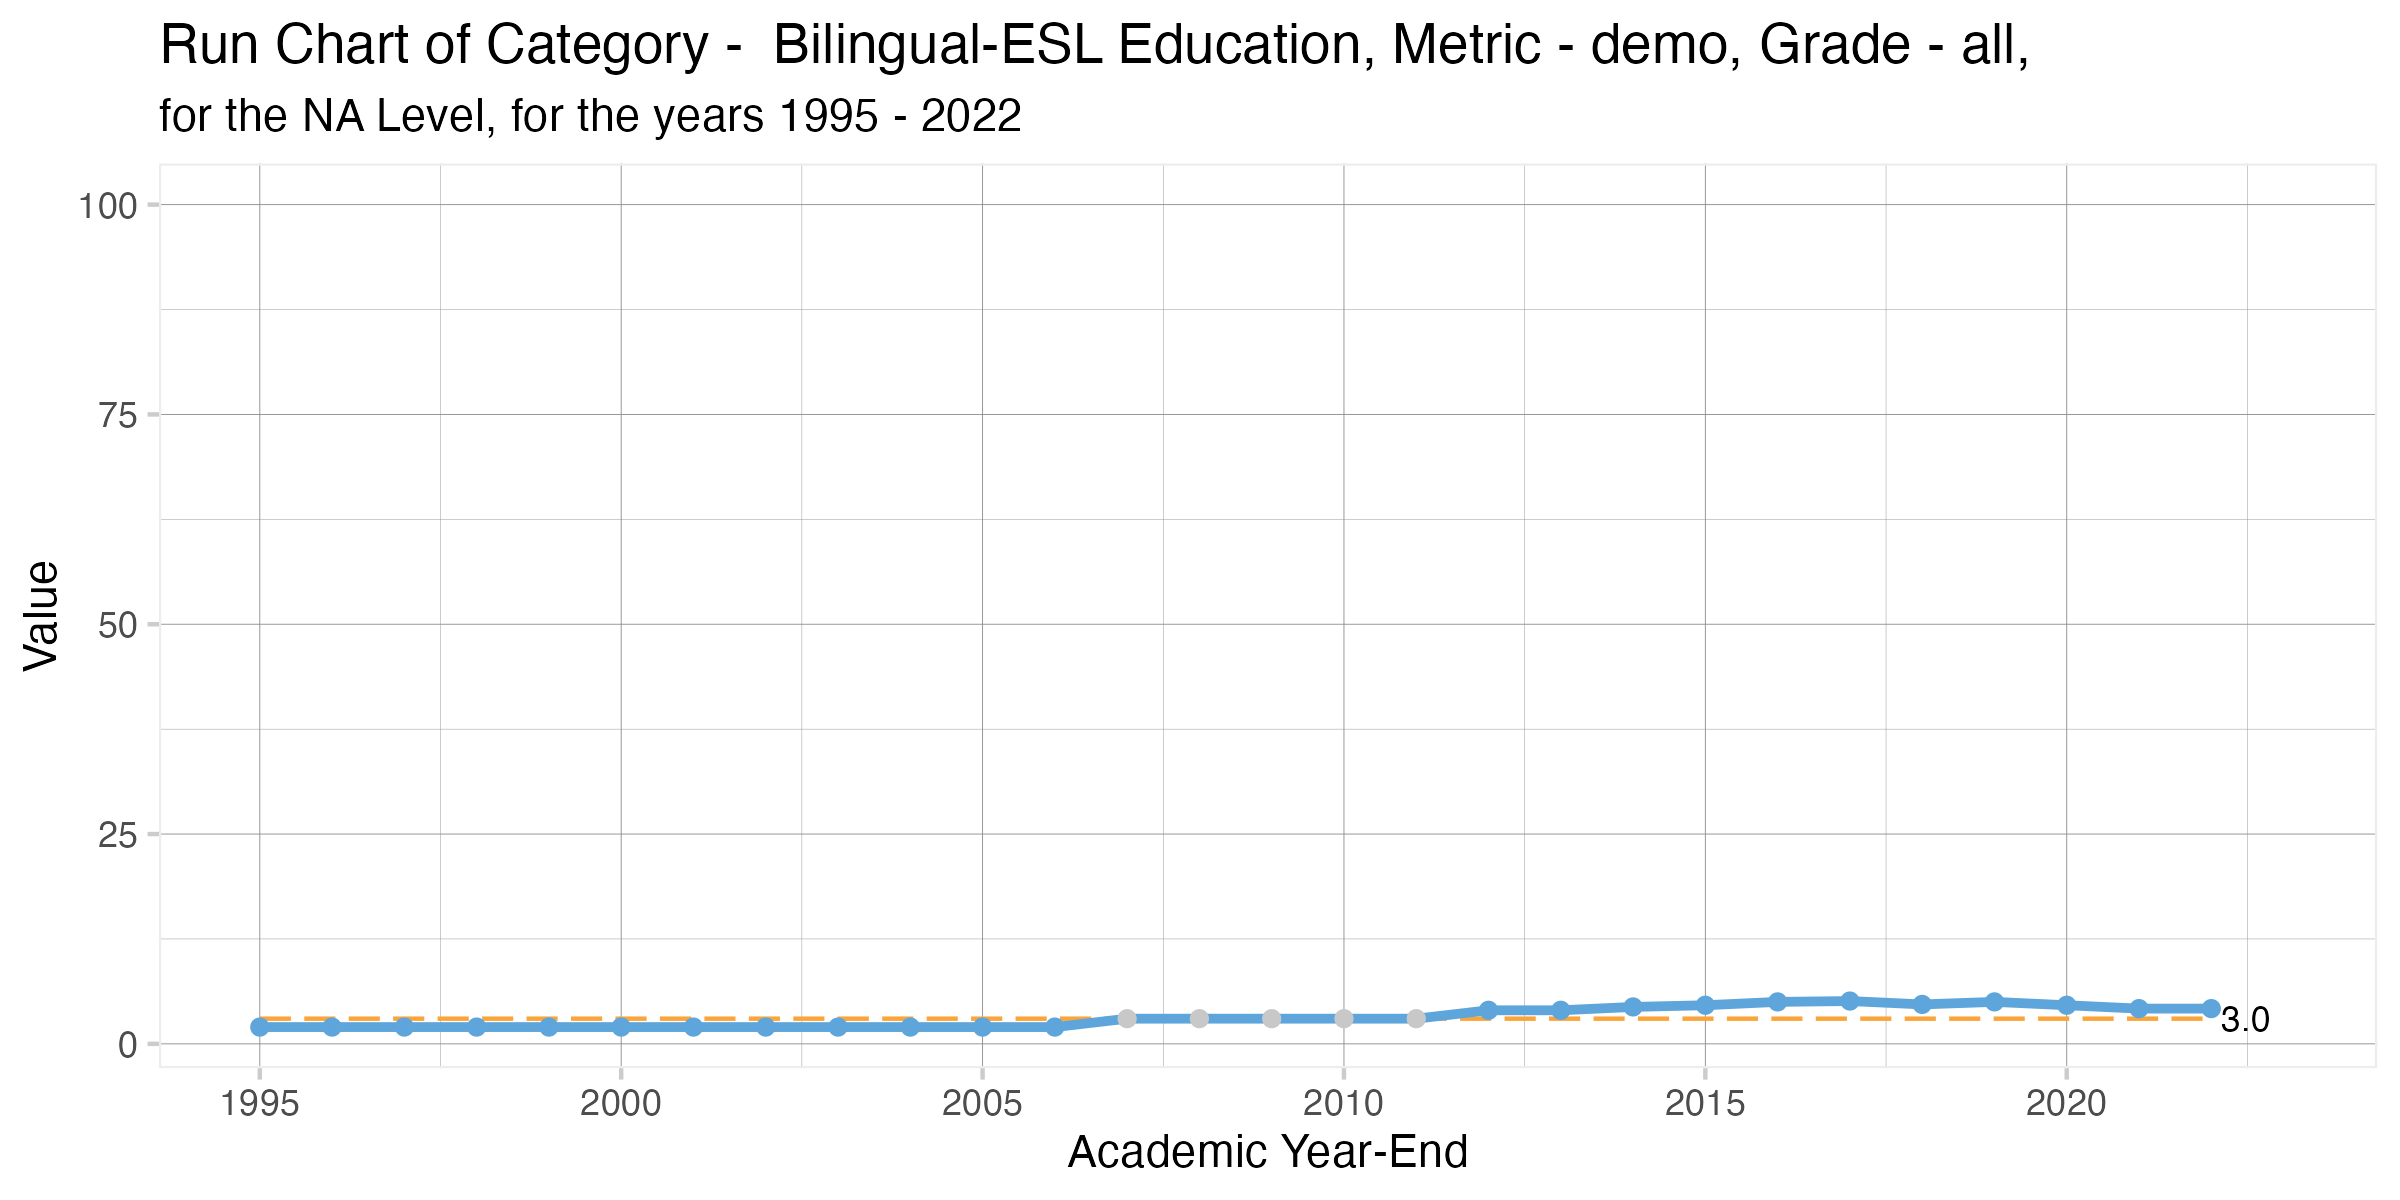 Run Chart of Category -  Bilingual-ESL Education, Metric - demo, Grade - all,
for the NA Level, for the years 1995 - 2022
100
75
50
25
0
Value
3.0
1995 2000 2005 2010 2015 2020
Academic Year-End